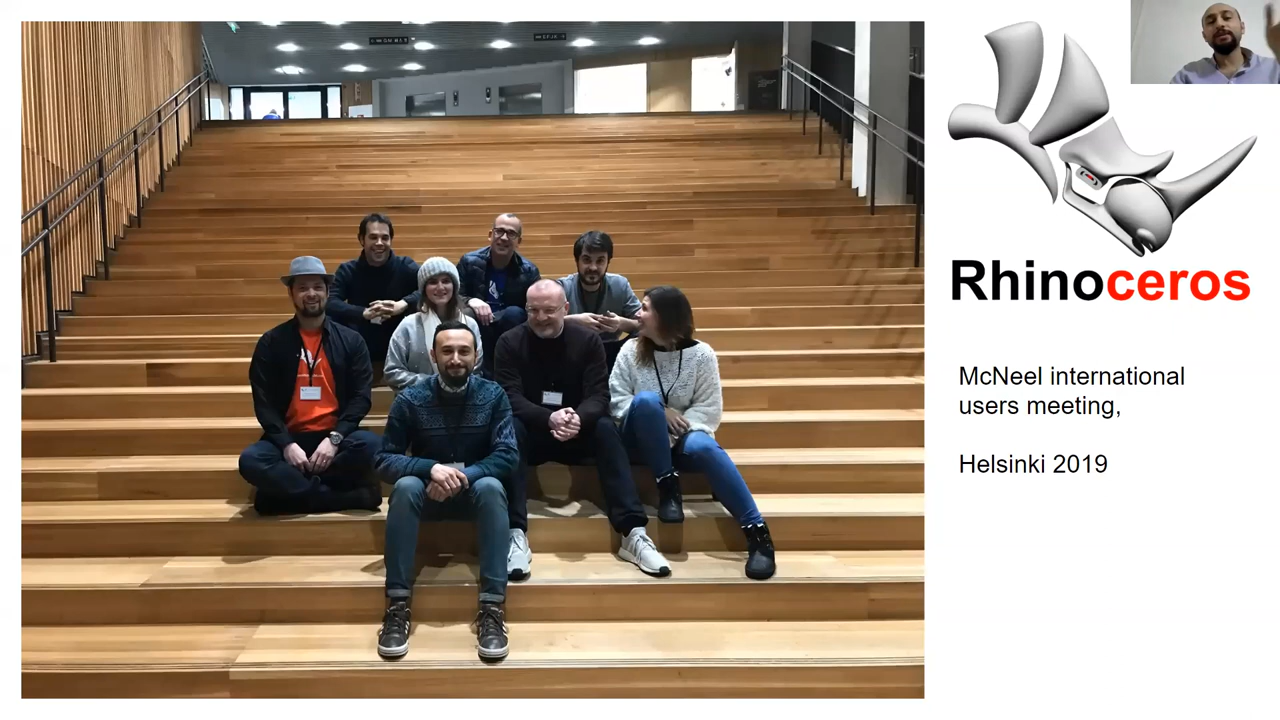 Rhinoceros
McNeel international
users meeting,
Helsinki 2019